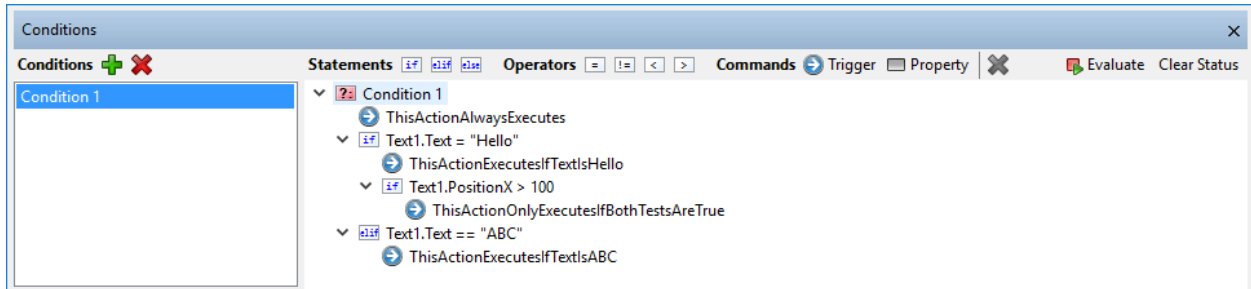 Conditions
Conditions Statements if elif else Operators = != < > Commands Trigger Property Evaluate Clear Status
Condition 1
?: Condition 1
ThisActionAlwaysExecutes
if Text1.Text = "Hello"
ThisActionExecutesIfTextIsHello
if Text1.PositionX > 100
ThisActionOnlyExecutesIfBothTestsAreTrue
elif Text1.Text == "ABC"
ThisActionExecutesIfTextIsABC